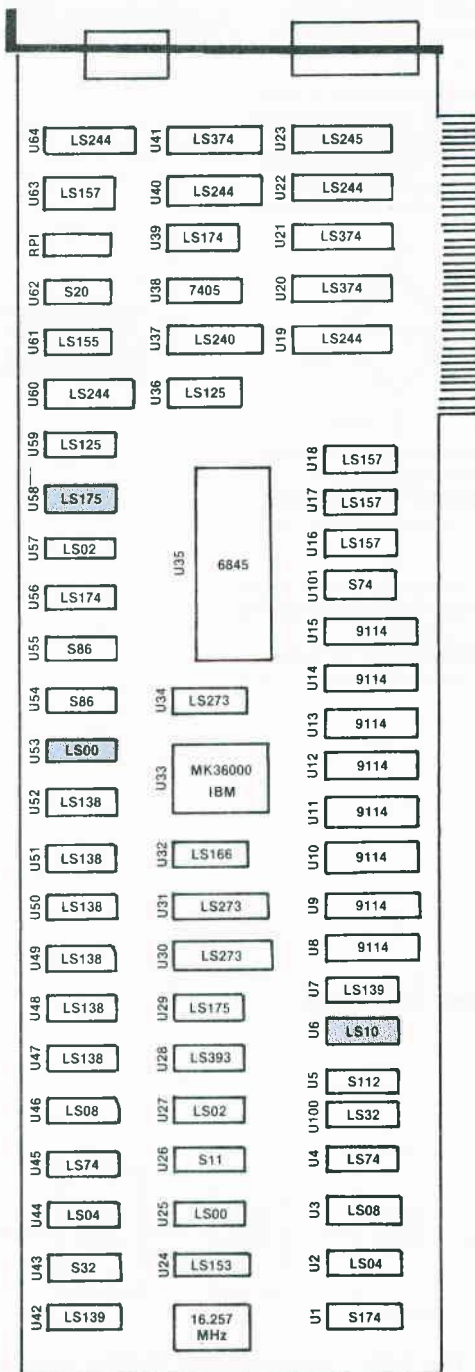 U64 LS244 U41 LS374 U23 LS245
U63 LS157 U40 LS244 U22 LS244
RPI U39 LS174 U21 LS374
U62 S20 U38 7405 U20 LS374
U61 LS155 U37 LS240 U19 LS244
U60 LS244 U36 LS125
U59 LS125 U18 LS157
U58 LS175 U17 LS157
U57 LS02 U16 LS157
U35 6845
U56 LS174 U101 S74
U55 S86 U15 9114
U54 S86 U34 LS273 U14 9114
U53 LS00 U13 9114
U33 MK36000
IBM
U12 9114
U52 LS138 U11 9114
U51 LS138 U32 LS166 U10 9114
U50 LS138 U31 LS273 U9 9114
U49 LS138 U30 LS273 U8 9114
U48 LS138 U29 LS175 U7 LS139
U47 LS138 U28 LS393 U6 LS10
U5 S112
U46 LS08 U27 LS02 U100 LS32
U45 LS74 U26 S11 U4 LS74
U44 LS04 U25 LS00 U3 LS08
U43 S32 U24 LS153 U2 LS04
U42 LS139 16.257
MHz
U1 S174